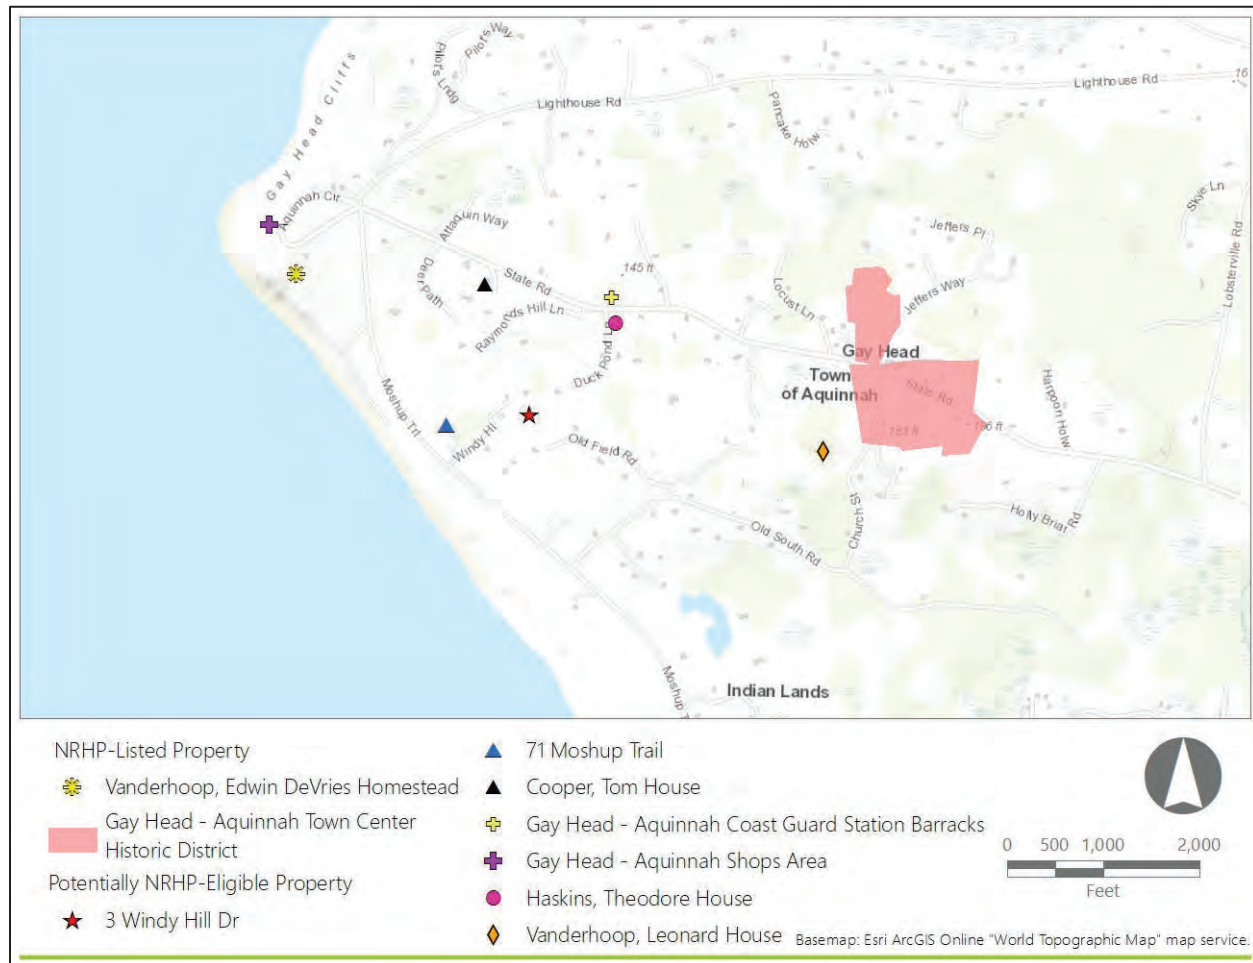 Pilot's Way
Pilot's Lndg
Gay Head Cliffs
Lighthouse Rd
Lighthouse Rd
16
Pancake Holw
Aquinnah Cir
Attaquin Way
Deer Path
State Rd
145 ft
Raymonds Hill Ln
Duck Pond Ln
Locust Ln
Jeffers Pl
Jeffers Way
Skye Ln
Lobsterville Rd
Gay Head
Town
of Aquinnah
State Rd
Harpoon Holw
Moshup Trl
Windy Hl
Old Field Rd
Church St
Holly Briar Rd
Old South Rd
Indian Lands
NRHP-Listed Property
Vanderhoop, Edwin DeVries Homestead
Gay Head - Aquinnah Town Center
Historic District
Potentially NRHP-Eligible Property
3 Windy Hill Dr
71 Moshup Trail
Cooper, Tom House
Gay Head - Aquinnah Coast Guard Station Barracks
Gay Head - Aquinnah Shops Area
Haskins, Theodore House
Vanderhoop, Leonard House
0 500 1,000 2,000
Feet
Basemap: Esri ArcGIS Online "World Topographic Map" map service.